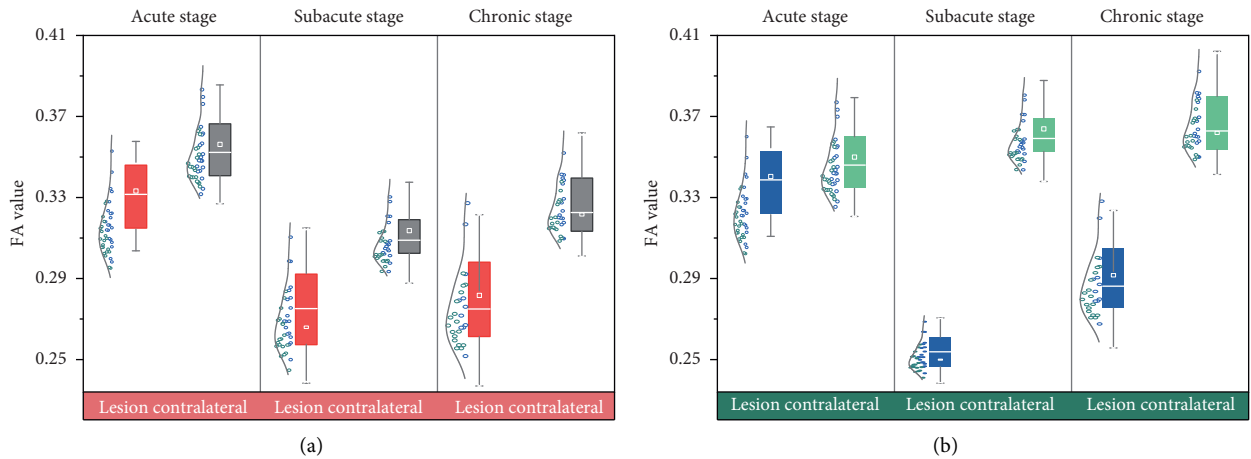 Acute stage Subacute stage Chronic stage
0.41
0.37
0.33
0.29
0.25
FA value
Lesion contralateral Lesion contralateral Lesion contralateral
(a)
Acute stage Subacute stage Chronic stage
0.41
0.37
0.33
0.29
0.25
FA value
Lesion contralateral Lesion contralateral Lesion contralateral
(b)